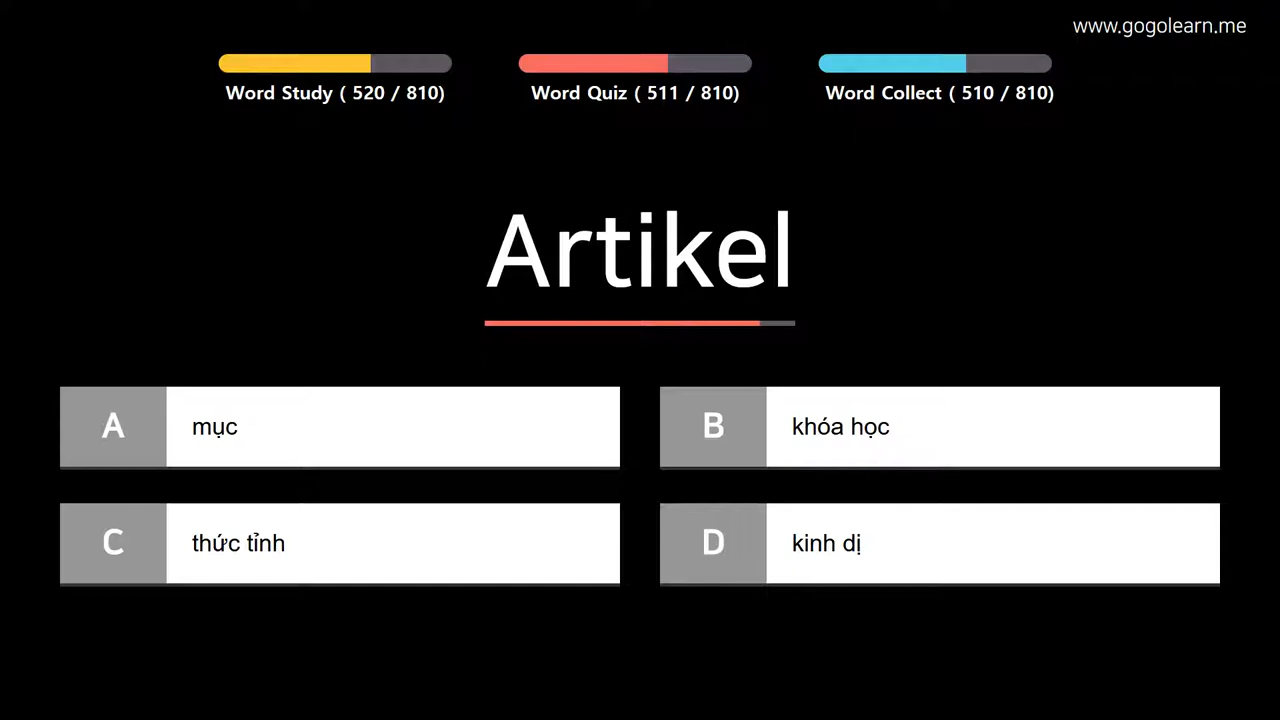 www.gogolearn.me
Word Study ( 520 / 810)
Word Quiz ( 511 / 810)
Word Collect ( 510 / 810)
Artikel
A mục
B khóa học
C thức tỉnh
D kinh dị